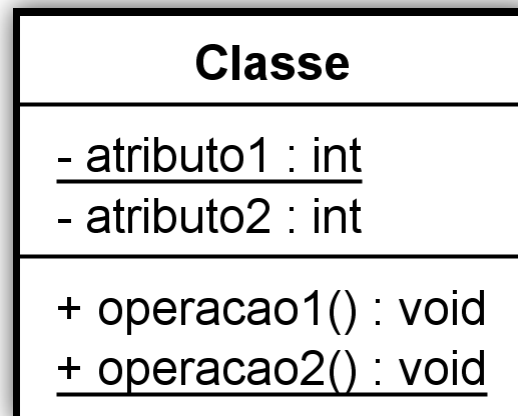 Classe
- atributo1 : int
- atributo2 : int
+ operacao1() : void
+ operacao2() : void